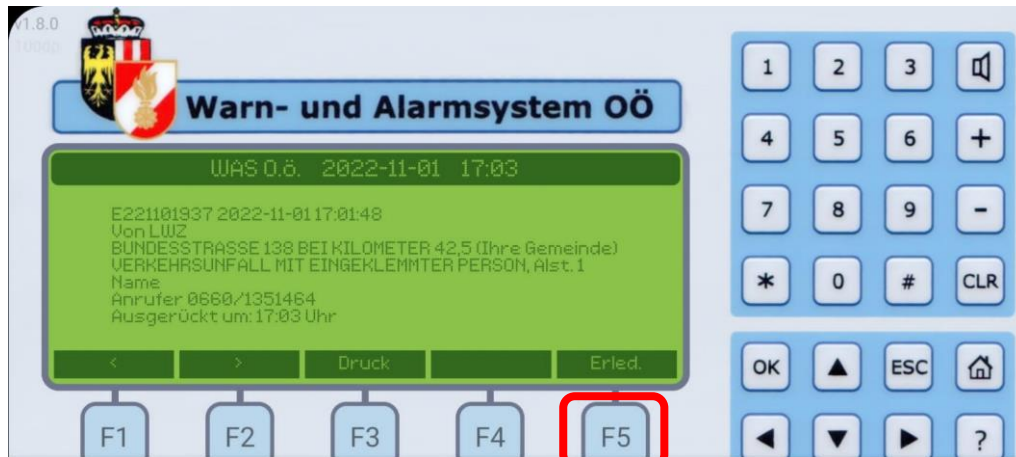 v1.8.0
1000p
Warn- und Alarmsystem OÖ
WAS O.ö. 2022-11-01 17:03
E221101937 2022-11-01 17:01:48
Von LWZ
BUNDESSTRASSE 138 BEI KILOMETER 42,5 (Ihre Gemeinde)
VERKEHRSUNFALL MIT EINGEKLEMMTER PERSON, Alst. 1
Name
Anrufer 0660/1351464
Ausgerückt um: 17:03 Uhr
< > Druck Erled.
F1 F2 F3 F4 F5
1 2 3
4 5 6 +
7 8 9 -
* 0 # CLR
OK ▲ ESC
◀ ▼ ▶ ?